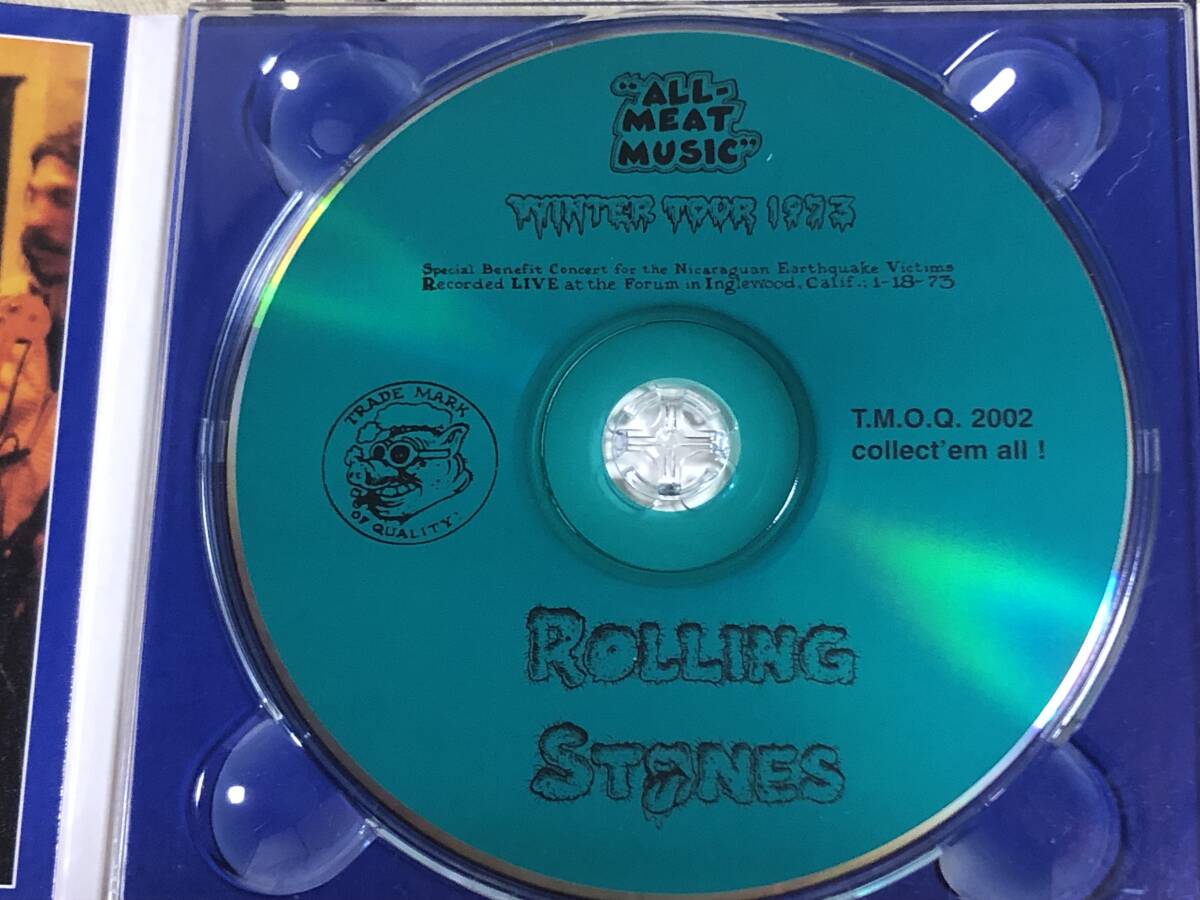 "ALL-
MEAT
MUSIC"
WINTER TOUR 1973
Special Benefit Concert for the Nicaraguan Earthquake Victims
Recorded LIVE at the Forum in Inglewood, Calif.: 1-18-73
TRADE MARK
OF QUALITY
T.M.O.Q. 2002
collect'em all !
ROLLING
STONES